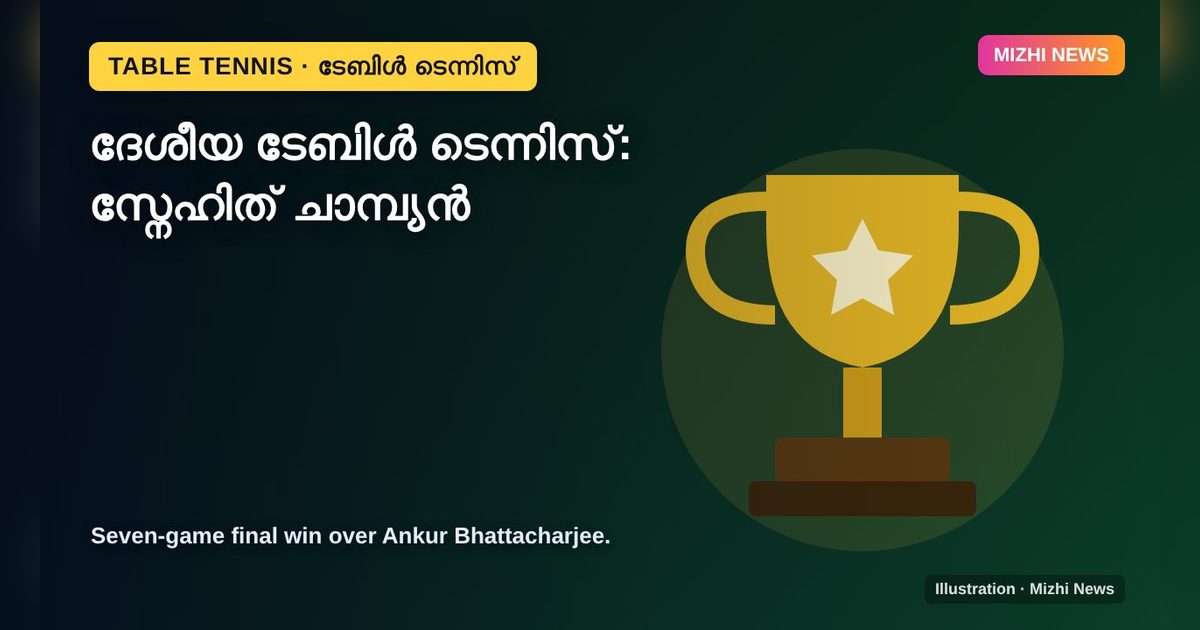 TABLE TENNIS · ടേബിൾ ടെന്നിസ്
MIZHI NEWS
ദേശീയ ടേബിൾ ടെന്നിസ്:
സ്നേഹിത് ചാമ്പ്യൻ
Seven-game final win over Ankur Bhattacharjee.
Illustration · Mizhi News